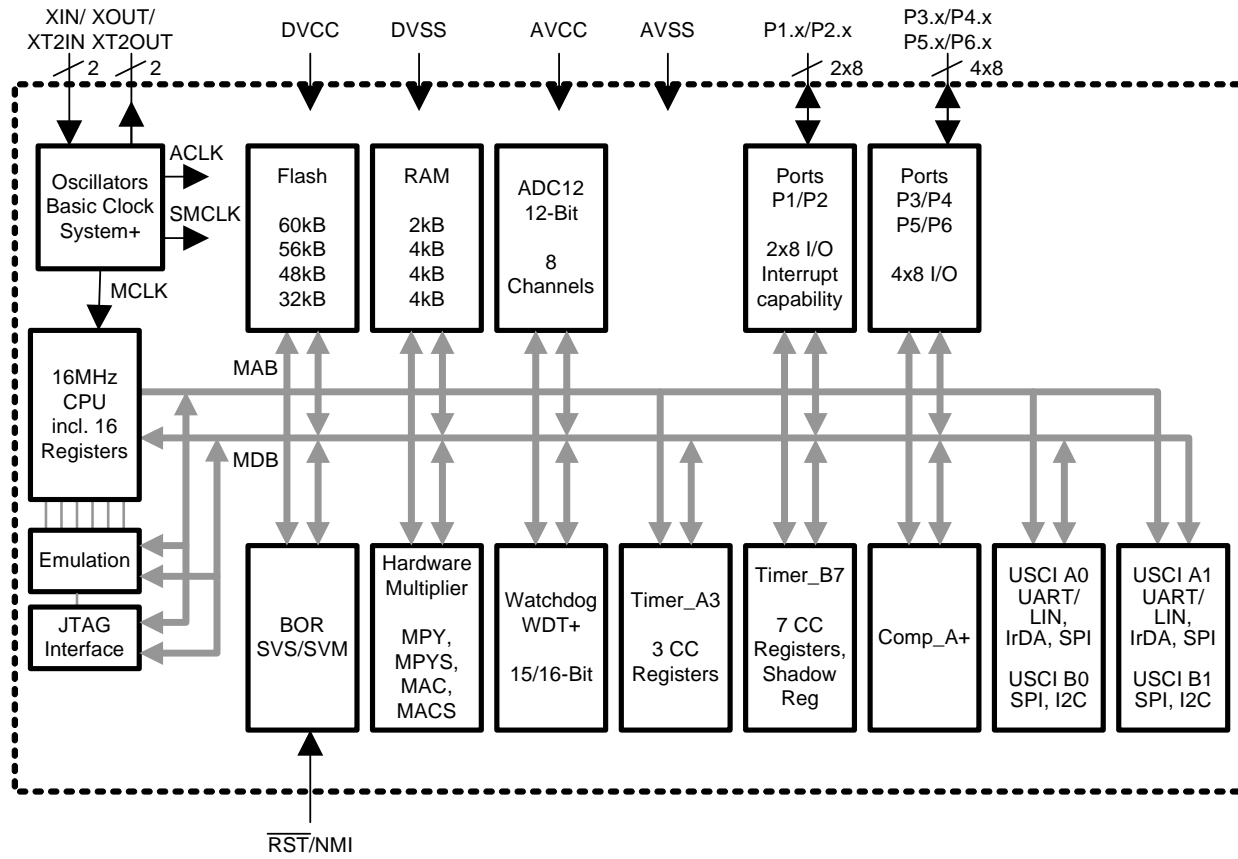 XIN/ XOUT/
XT2IN XT2OUT
DVCC
DVSS
AVCC
AVSS
P1.x/P2.x
P3.x/P4.x
P5.x/P6.x
2
2
2x8
4x8
Oscillators
Basic Clock
System+
ACLK
SMCLK
MCLK
Flash
60kB
56kB
48kB
32kB
RAM
2kB
4kB
4kB
4kB
ADC12
12-Bit
8
Channels
Ports
P1/P2
2x8 I/O
Interrupt
capability
Ports
P3/P4
P5/P6
4x8 I/O
16MHz
CPU
incl. 16
Registers
MAB
MDB
Emulation
JTAG
Interface
BOR
SVS/SVM
Hardware
Multiplier
MPY,
MPYS,
MAC,
MACS
Watchdog
WDT+
15/16-Bit
Timer_A3
3 CC
Registers
Timer_B7
7 CC
Registers,
Shadow
Reg
Comp_A+
USCI A0
UART/
LIN,
IrDA, SPI
USCI B0
SPI, I2C
USCI A1
UART/
LIN,
IrDA, SPI
USCI B1
SPI, I2C
RST/NMI